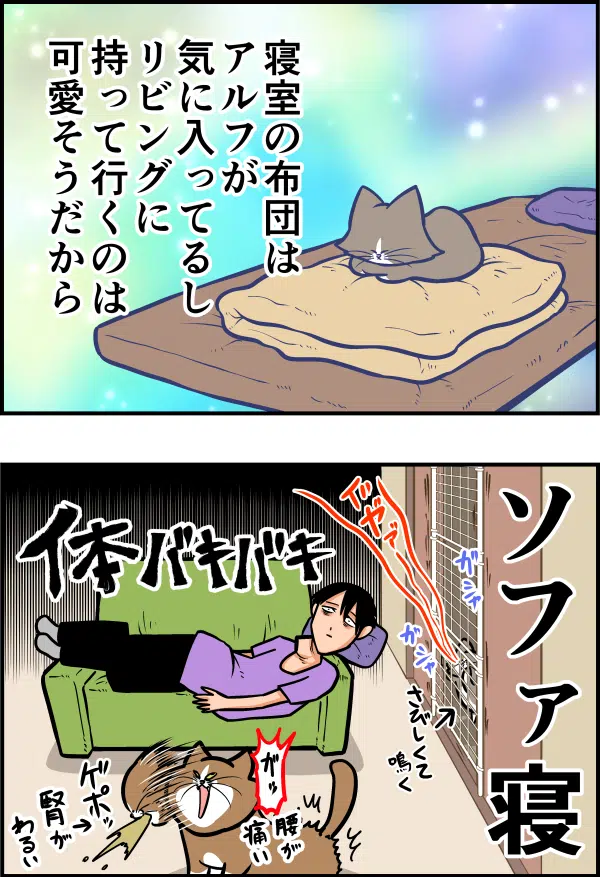 寝室の布団は
アルフが
気に入ってるし
リビングに
持って行くのは
可愛そうだから
ソファ寝
体バキバキ
イヤァー
ガシャ
ガシャ
さびしくて
鳴く
ガッ
腰が
痛い
ゲポッ
腎が
わるい